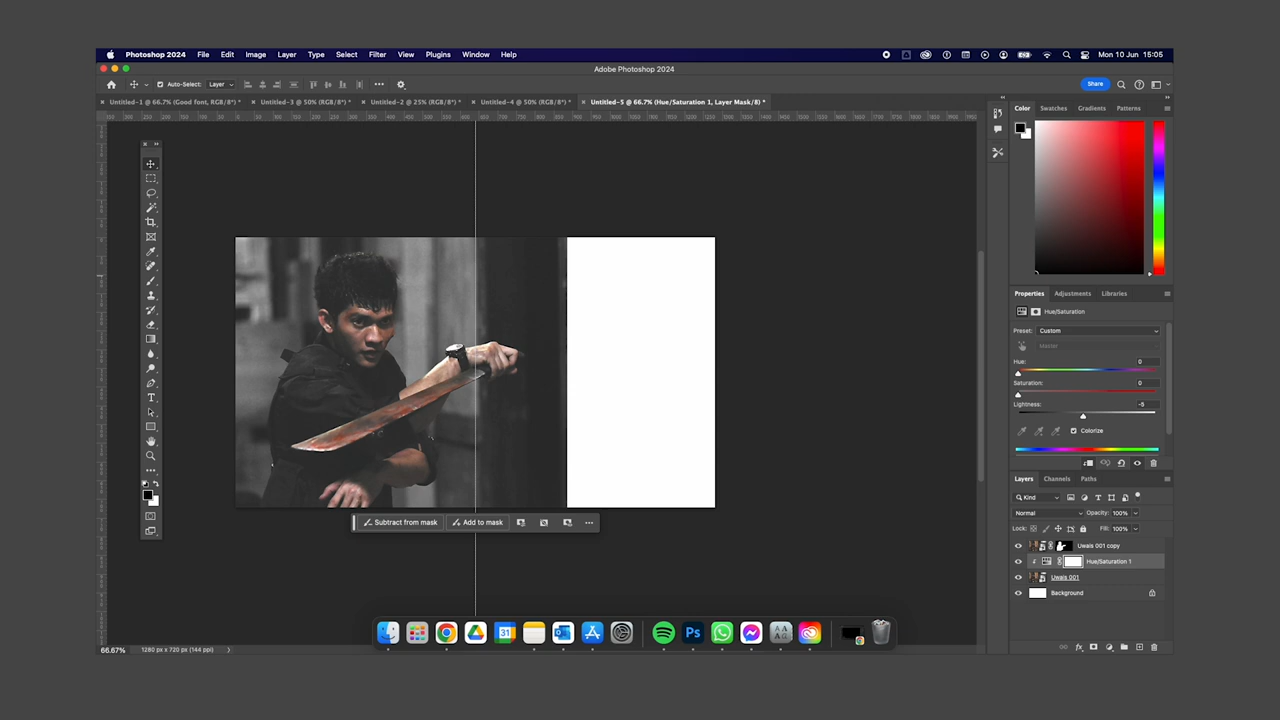 Photoshop 2024 File Edit Image Layer Type Select Filter View Plugins Window Help Mon 10 Jun 15:05
Adobe Photoshop 2024
Auto-Select: Layer Share
Untitled-1 @ 66.7% (Good font, RGB/8*) * Untitled-3 @ 50% (RGB/8*) * Untitled-2 @ 25% (RGB/8*) * Untitled-4 @ 50% (RGB/8*) * Untitled-5 @ 66.7% (Hue/Saturation 1, Layer Mask/8) *
Color Swatches Gradients Patterns
Properties Adjustments Libraries
Hue/Saturation
Preset: Custom
Master
Hue: 0
Saturation: 0
Lightness: -5
Colorize
Layers Channels Paths
Kind
Normal Opacity: 100%
Lock: Fill: 100%
Uwais 001 copy
Hue/Saturation 1
Uwais 001
Background
Subtract from mask Add to mask
31
Ps
66.67% 1280 px x 720 px (144 ppi)